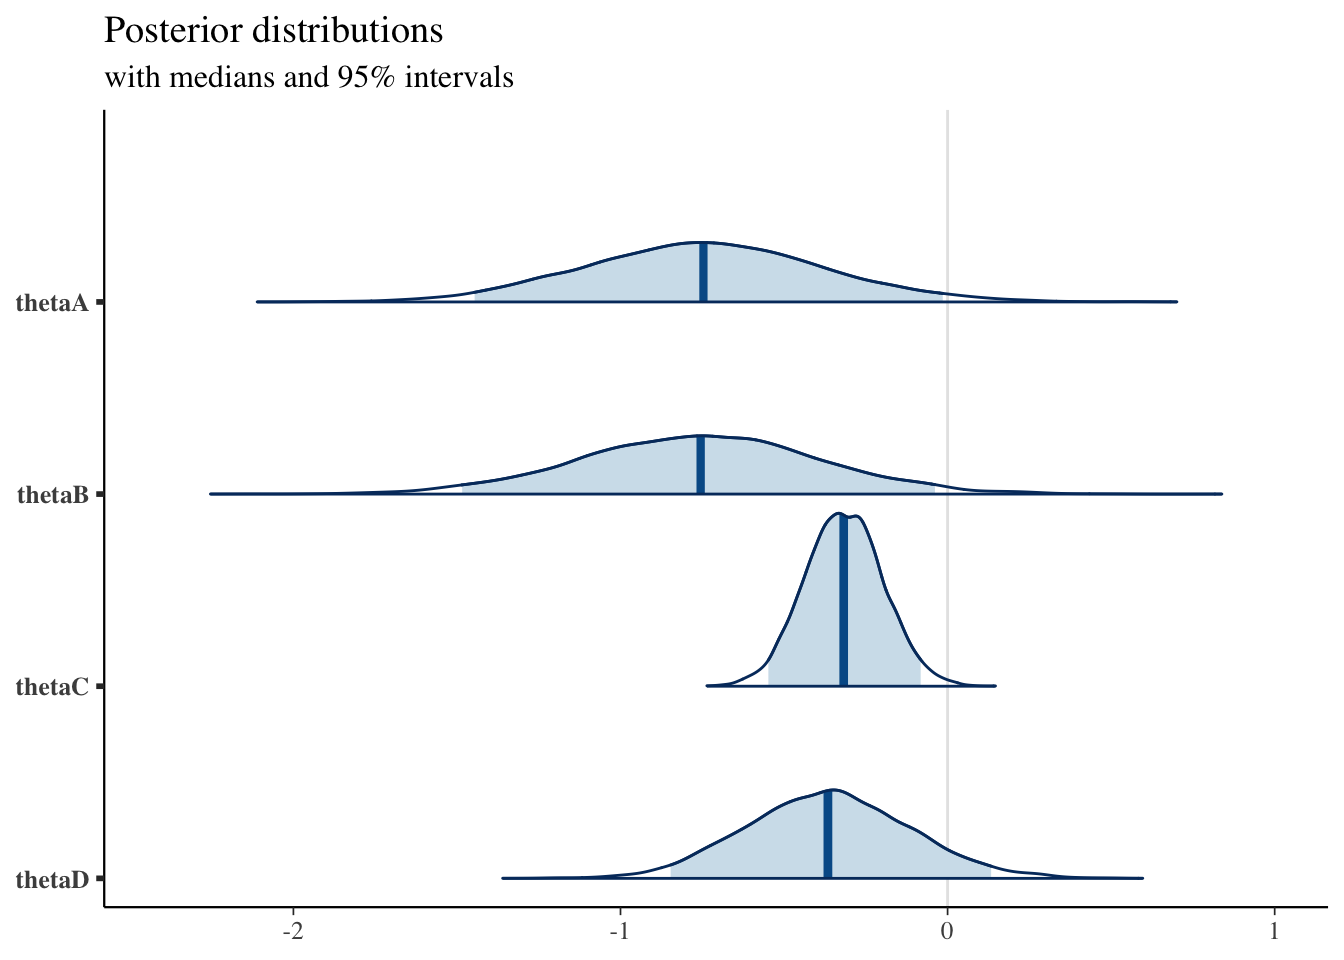 Posterior distributions
with medians and 95% intervals
thetaA
thetaB
thetaC
thetaD
-2 -1 0 1